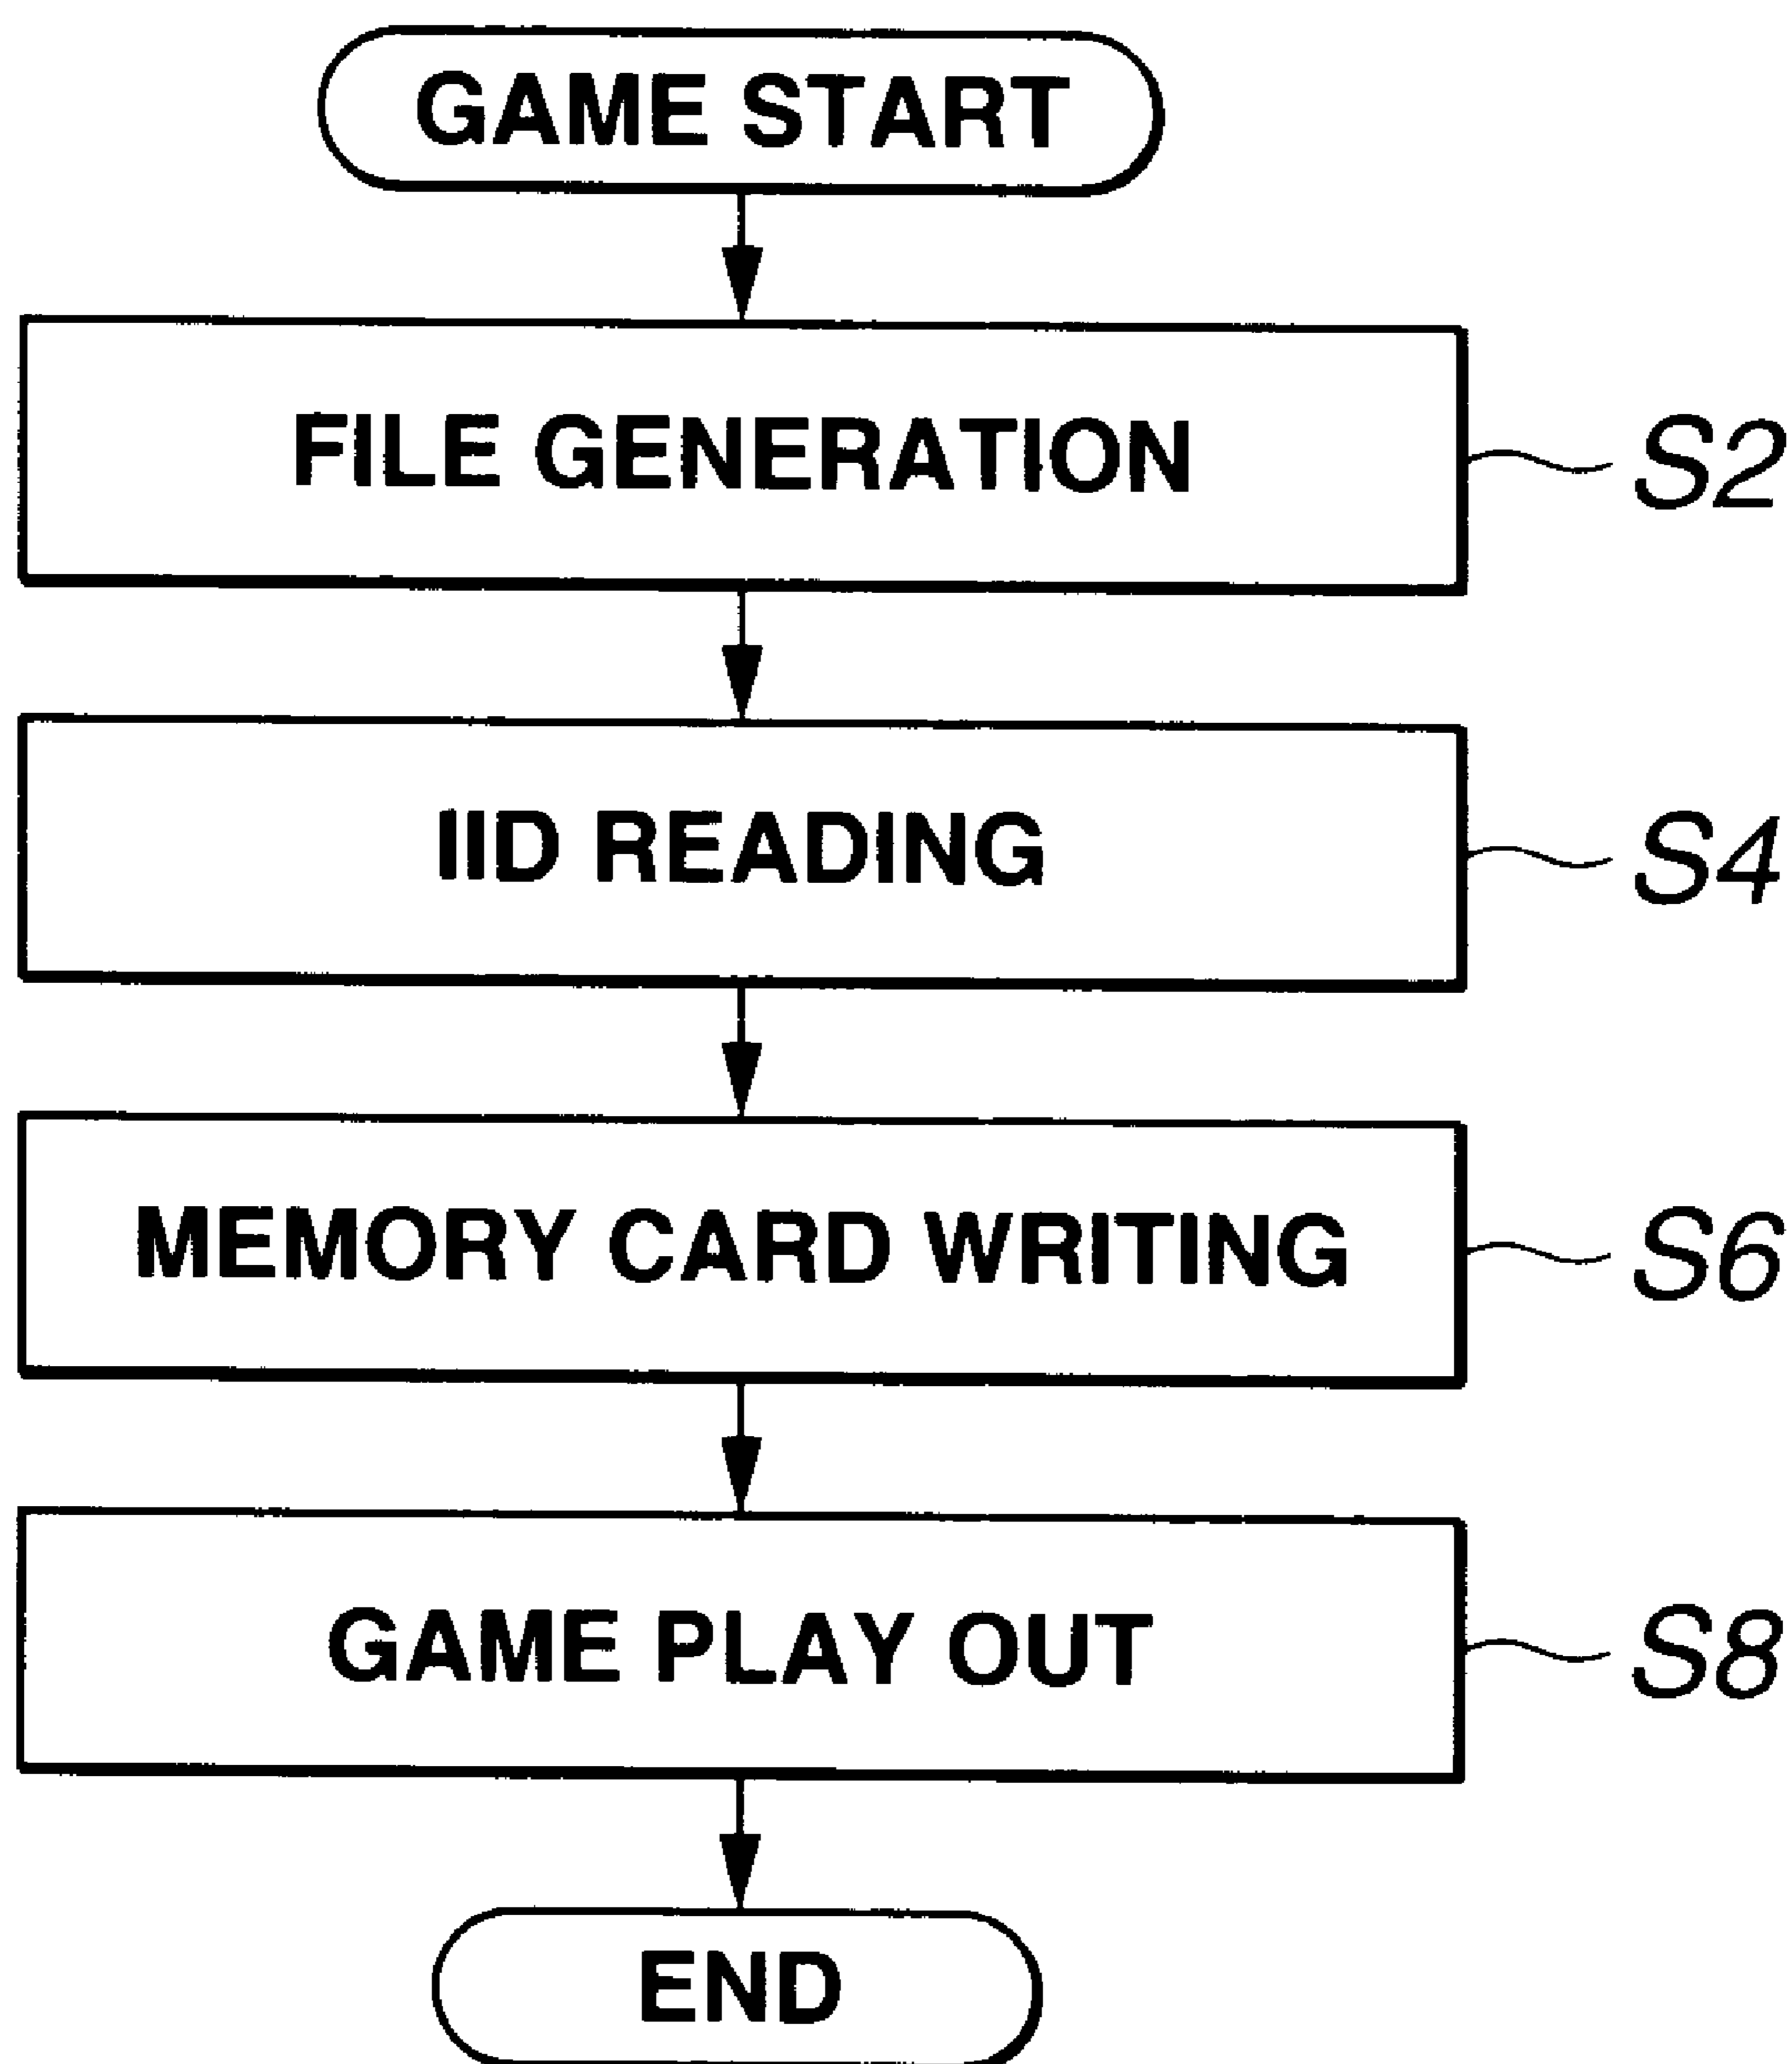 GAME START
FILE GENERATION
S2
IID READING
S4
MEMORY CARD WRITING
S6
GAME PLAY OUT
S8
END